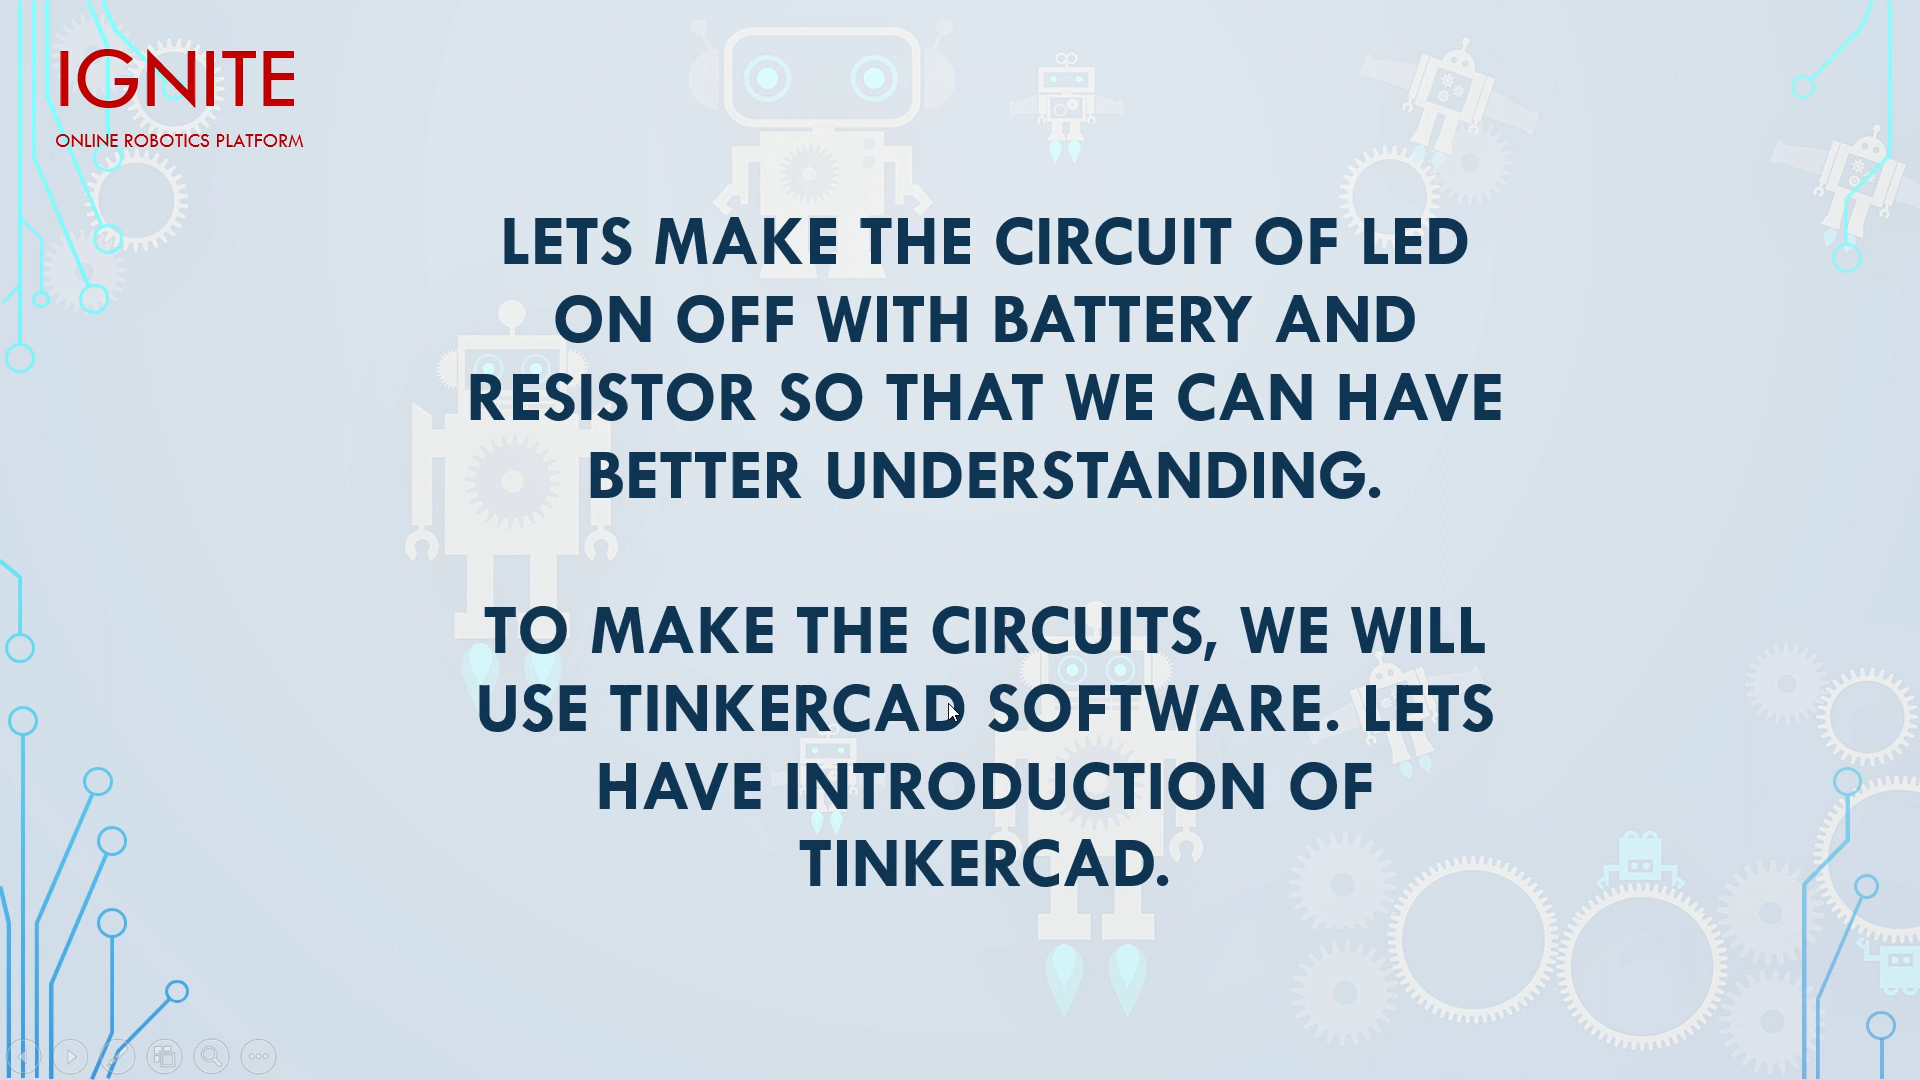 IGNITE
ONLINE ROBOTICS PLATFORM
LETS MAKE THE CIRCUIT OF LED
ON OFF WITH BATTERY AND
RESISTOR SO THAT WE CAN HAVE
BETTER UNDERSTANDING.
TO MAKE THE CIRCUITS, WE WILL
USE TINKERCAD SOFTWARE. LETS
HAVE INTRODUCTION OF
TINKERCAD.